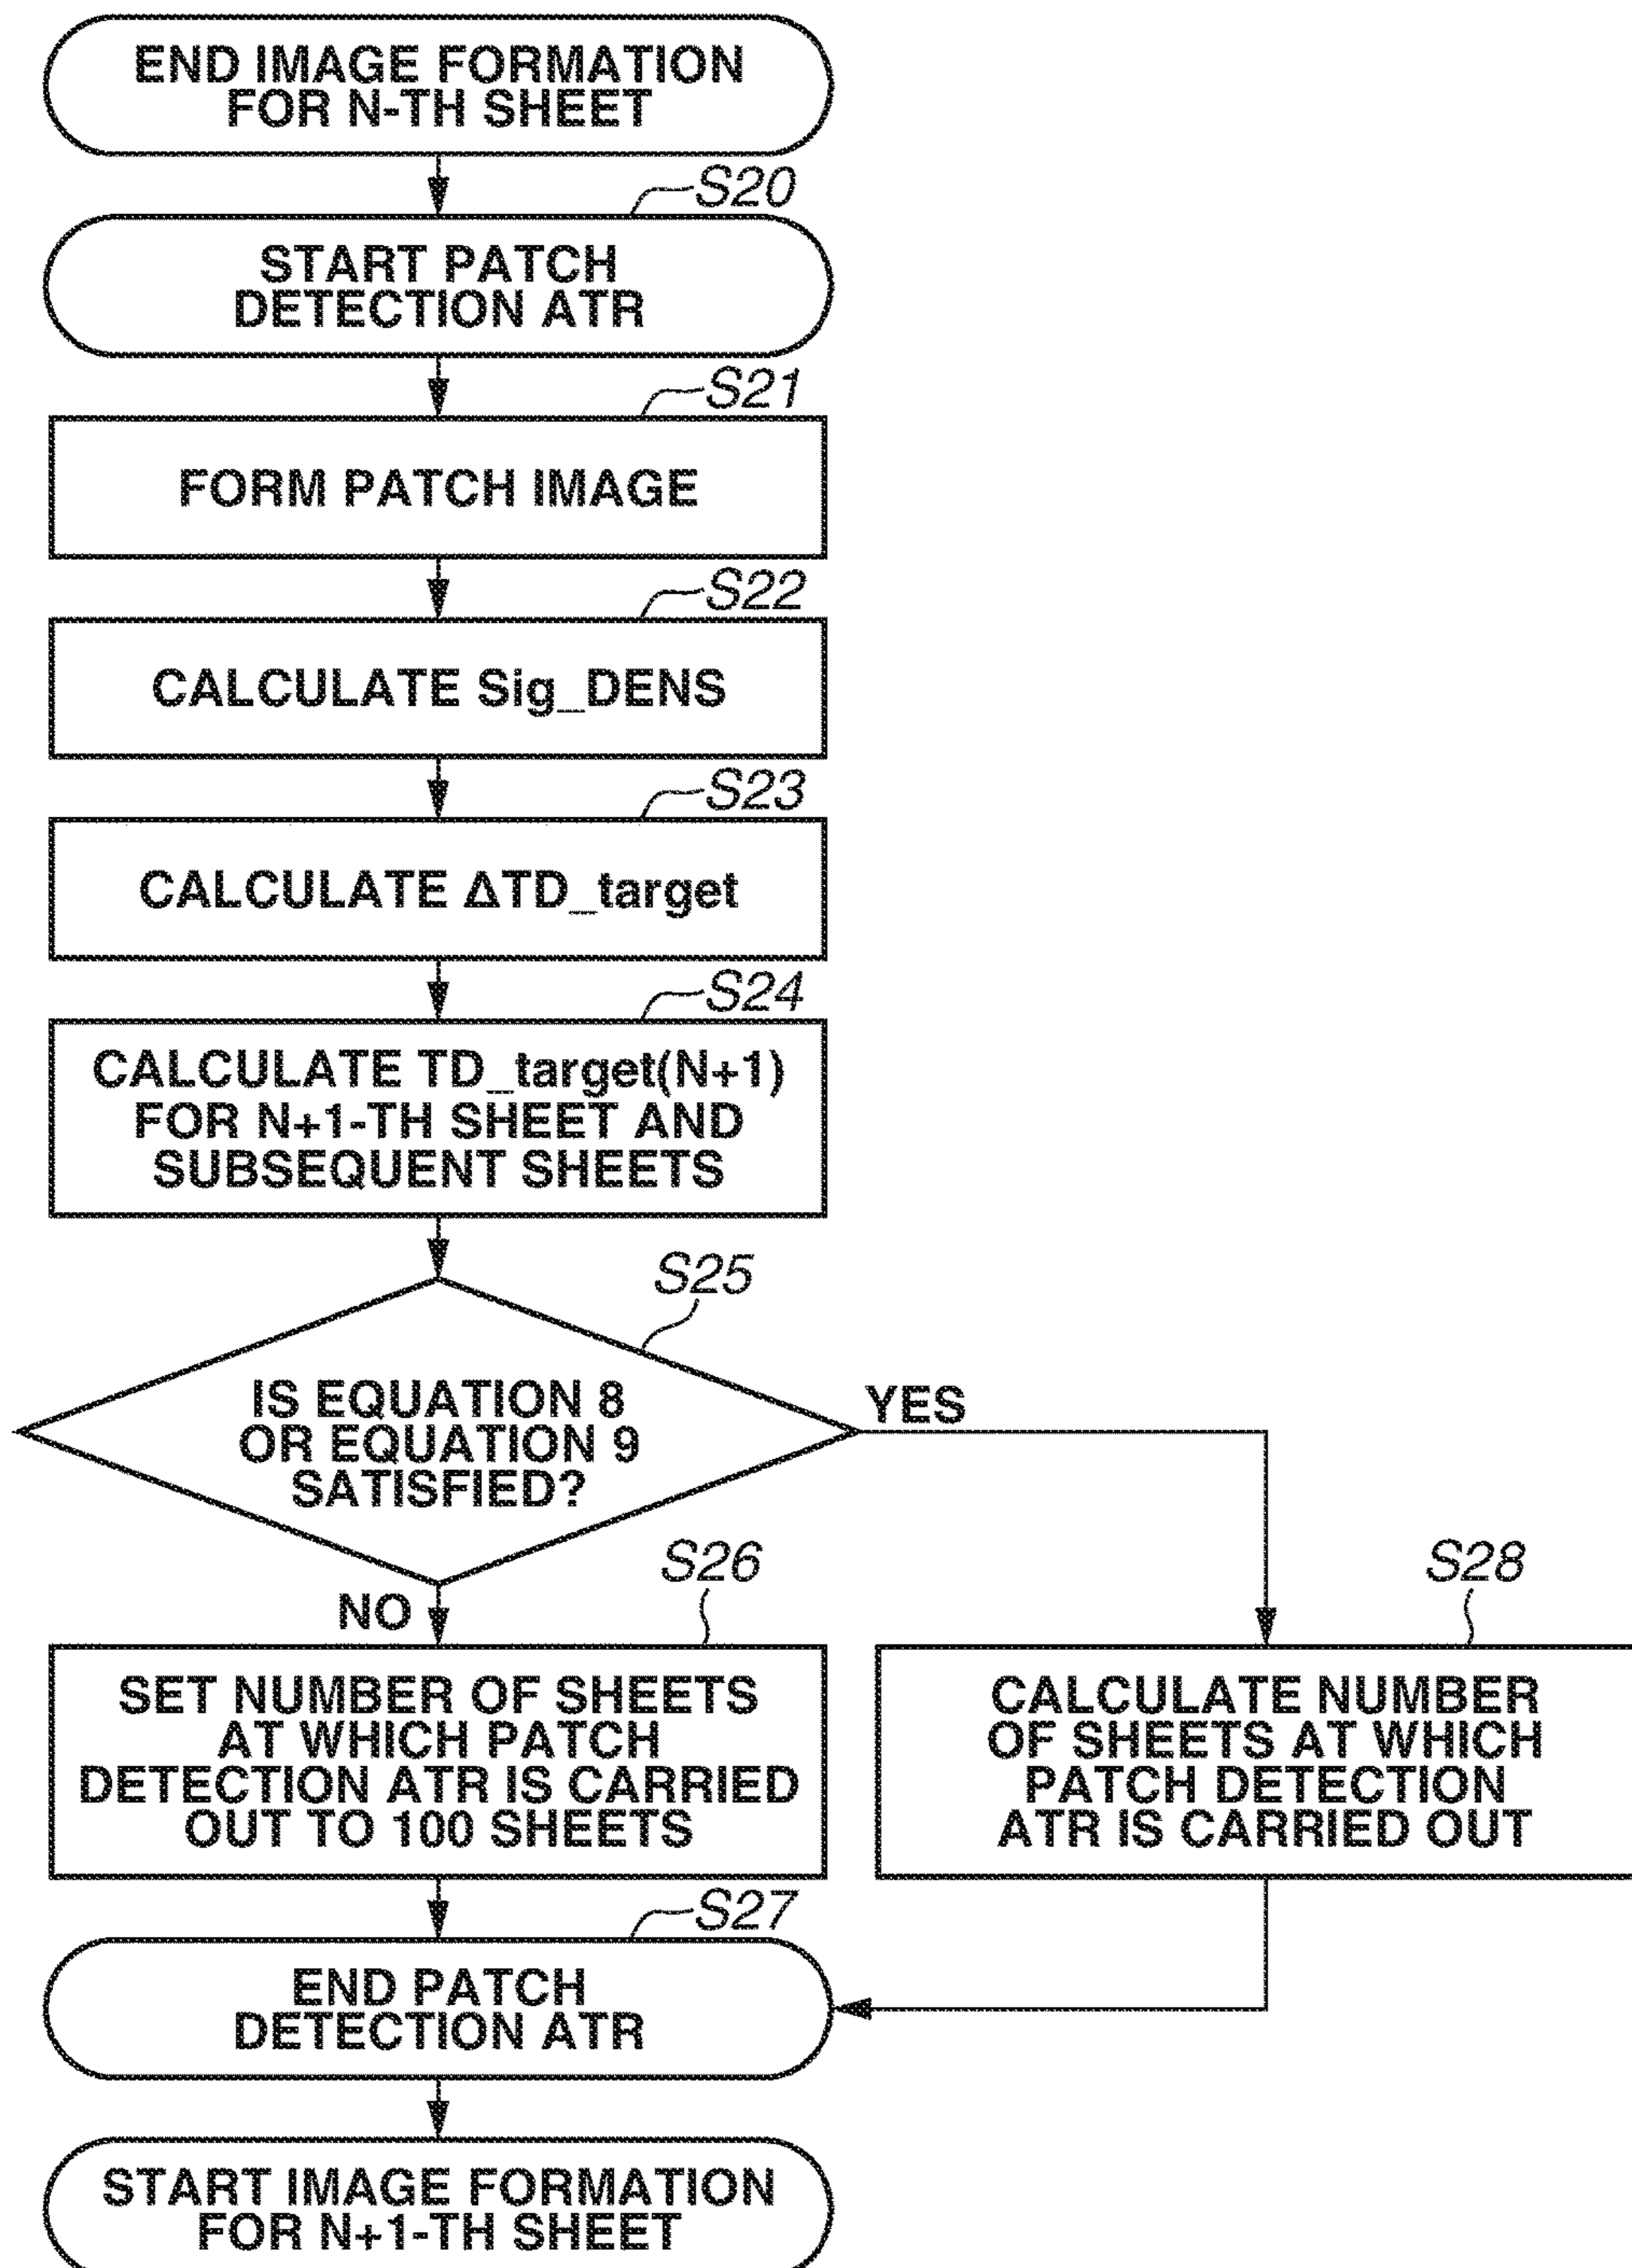 END IMAGE FORMATION
FOR N-TH SHEET
S20
START PATCH
DETECTION ATR
S21
FORM PATCH IMAGE
S22
CALCULATE Sig_DENS
S23
CALCULATE ΔTD_target
S24
CALCULATE TD_target(N+1)
FOR N+1-TH SHEET AND
SUBSEQUENT SHEETS
S25
IS EQUATION 8
OR EQUATION 9
SATISFIED?
YES
NO
S26
SET NUMBER OF SHEETS
AT WHICH PATCH
DETECTION ATR IS CARRIED
OUT TO 100 SHEETS
S28
CALCULATE NUMBER
OF SHEETS AT WHICH
PATCH DETECTION
ATR IS CARRIED OUT
S27
END PATCH
DETECTION ATR
START IMAGE FORMATION
FOR N+1-TH SHEET